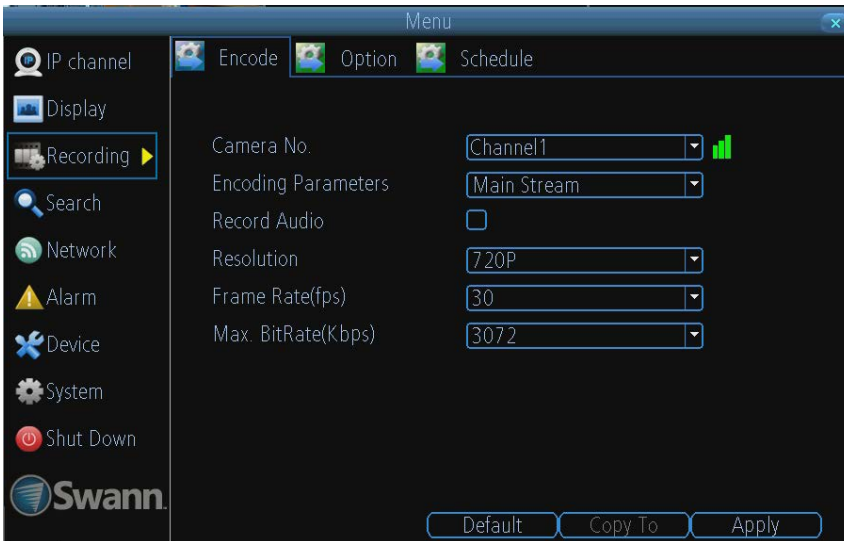 Menu
IP channel
Display
Recording
Search
Network
Alarm
Device
System
Shut Down
Swann
Encode Option Schedule
Camera No. Channel1
Encoding Parameters Main Stream
Record Audio
Resolution 720P
Frame Rate(fps) 30
Max. BitRate(Kbps) 3072
Default Copy To Apply